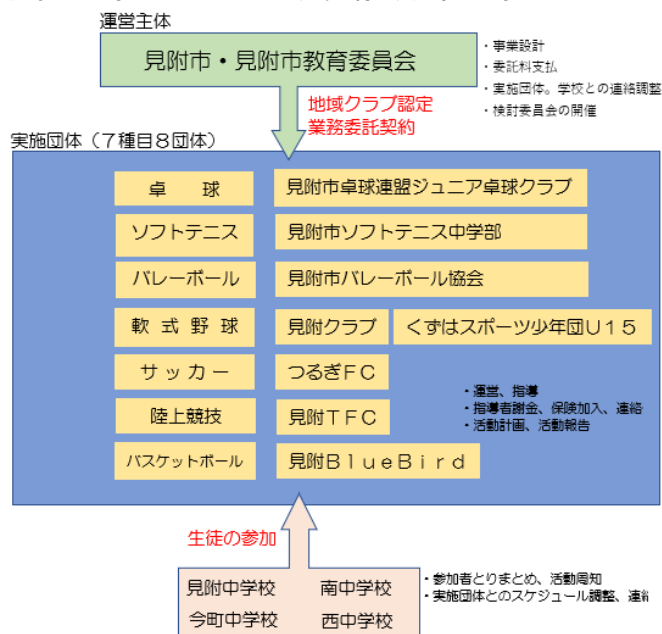 運営主体
見附市・見附市教育委員会
・事業設計
・委託料支払
・実施団体。学校との連絡調整
・検討委員会の開催
地域クラブ認定
業務委託契約
実施団体（7種目8団体）
卓　球　見附市卓球連盟ジュニア卓球クラブ
ソフトテニス　見附市ソフトテニス中学部
バレーボール　見附市バレーボール協会
軟式野球　見附クラブ　くずはスポーツ少年団U15
サッカー　つるぎFC
陸上競技　見附TFC
バスケットボール　見附BlueBird
・運営、指導
・指導者謝金、保険加入、連絡
・活動計画、活動報告
生徒の参加
見附中学校　南中学校
今町中学校　西中学校
・参加者とりまとめ、活動周知
・実施団体とのスケジュール調整、連絡